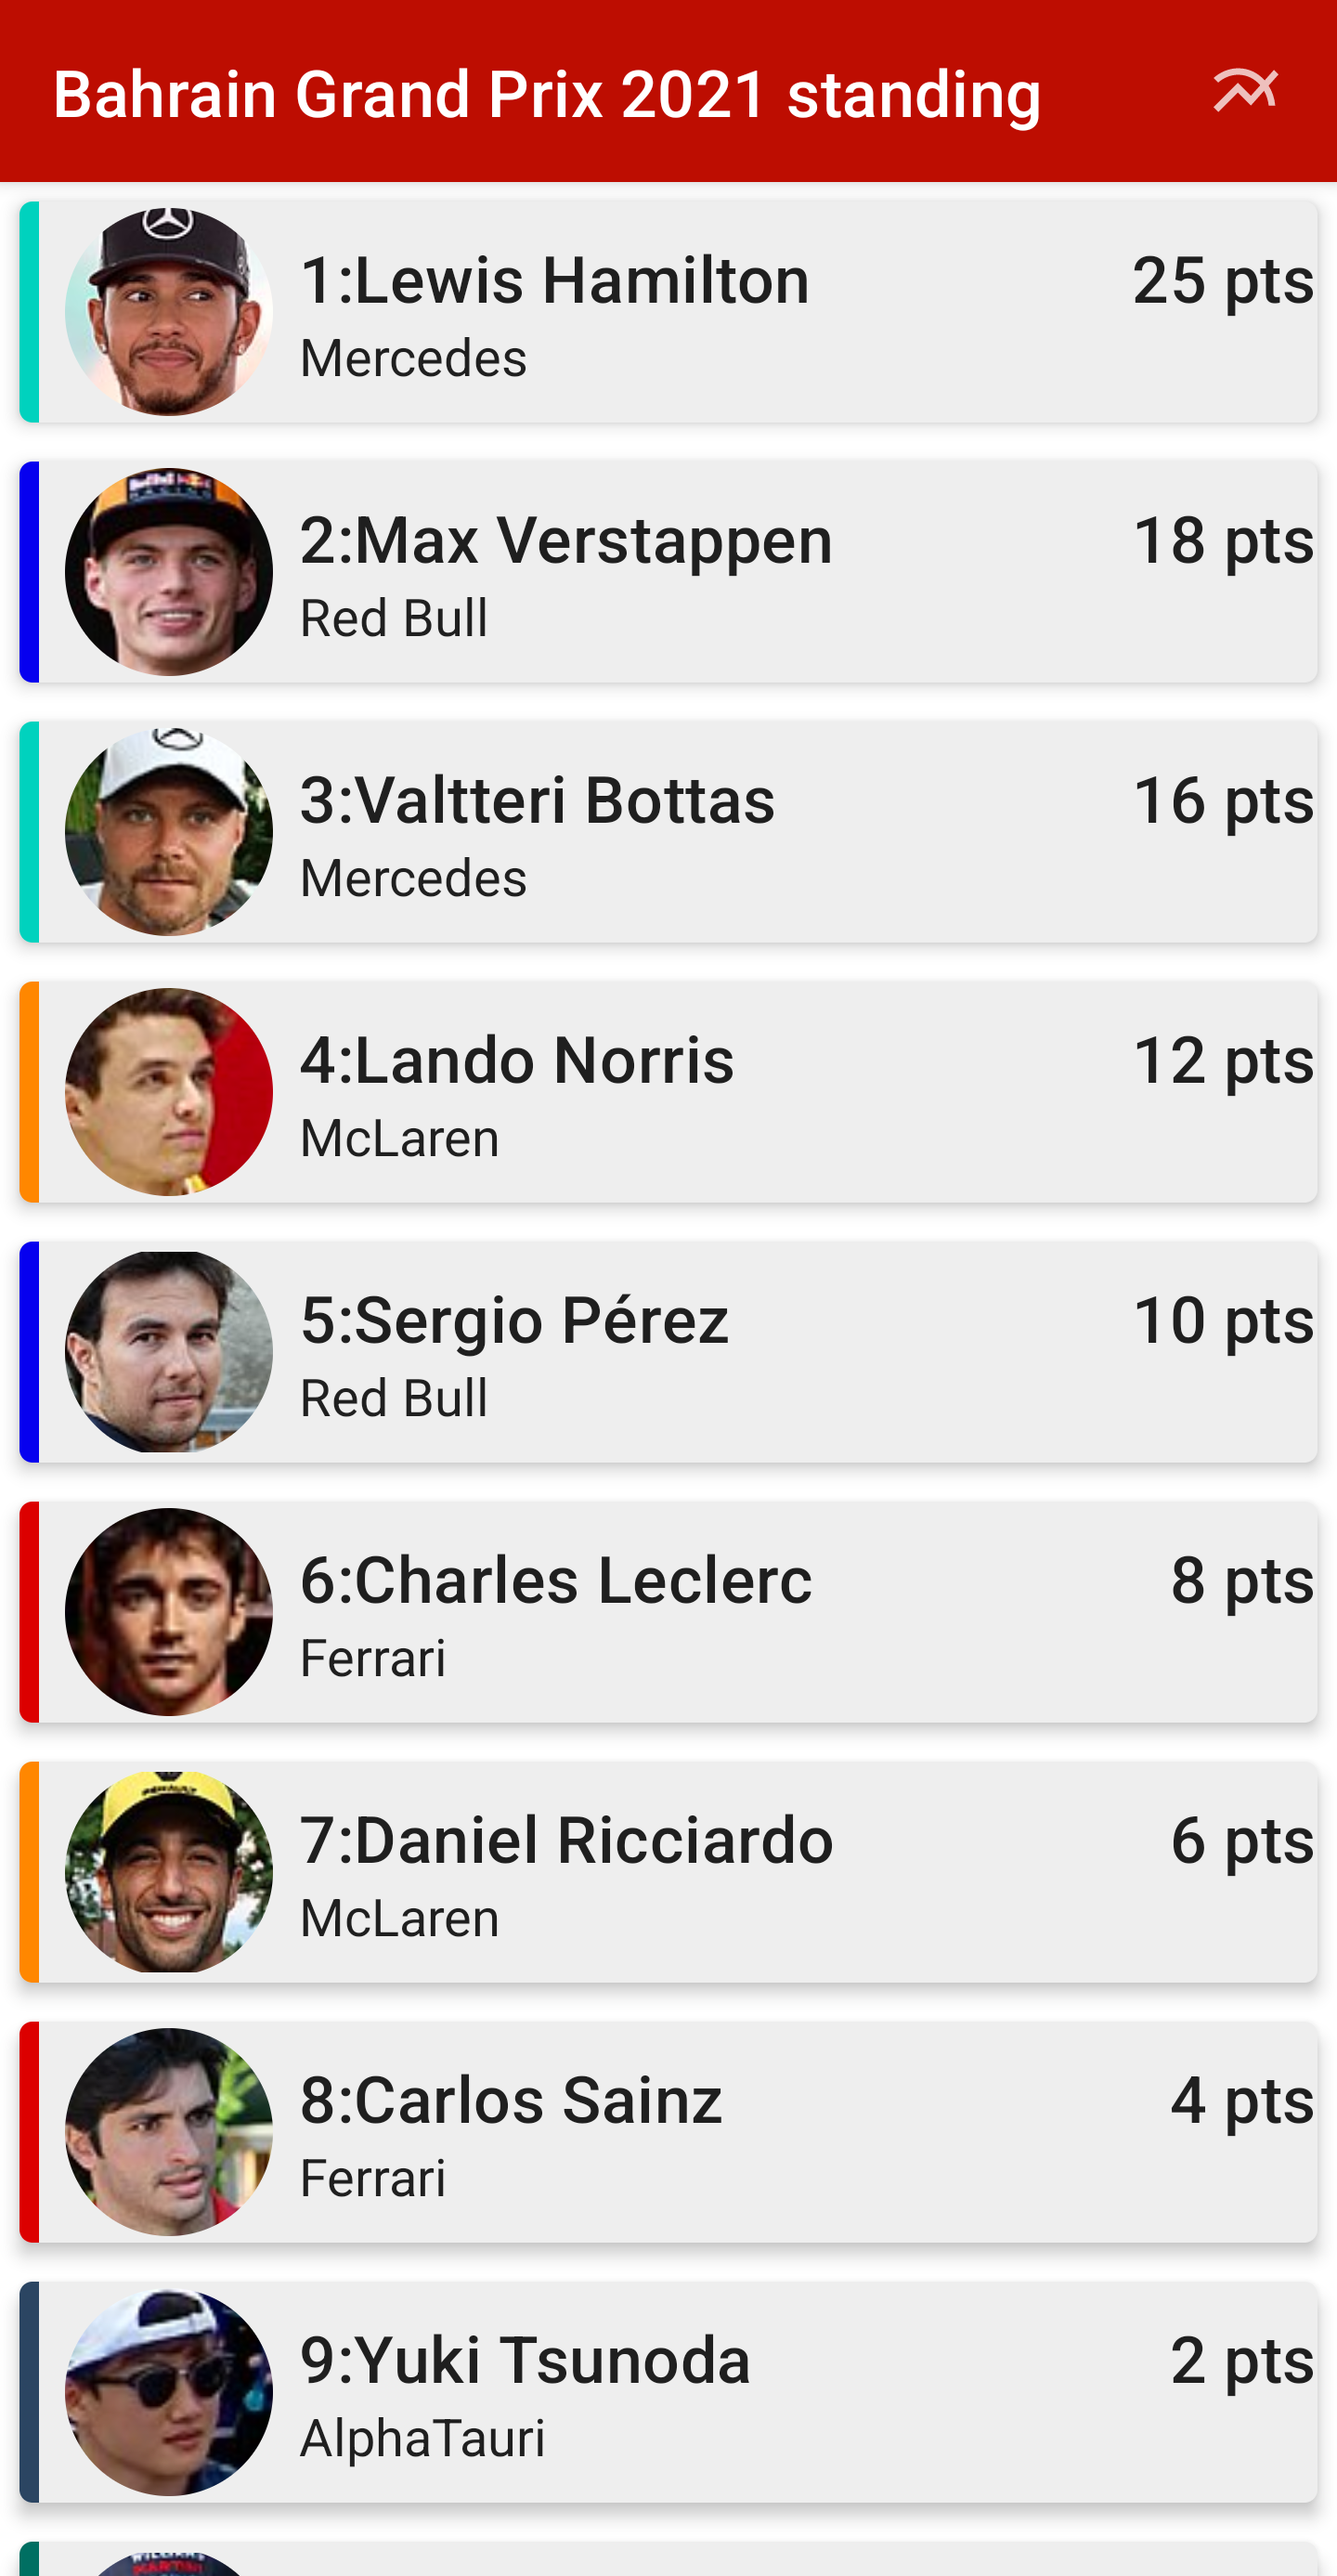 Bahrain Grand Prix 2021 standing
1:Lewis Hamilton 25 pts
Mercedes
2:Max Verstappen 18 pts
Red Bull
3:Valtteri Bottas 16 pts
Mercedes
4:Lando Norris 12 pts
McLaren
5:Sergio Pérez 10 pts
Red Bull
6:Charles Leclerc 8 pts
Ferrari
7:Daniel Ricciardo 6 pts
McLaren
8:Carlos Sainz 4 pts
Ferrari
9:Yuki Tsunoda 2 pts
AlphaTauri